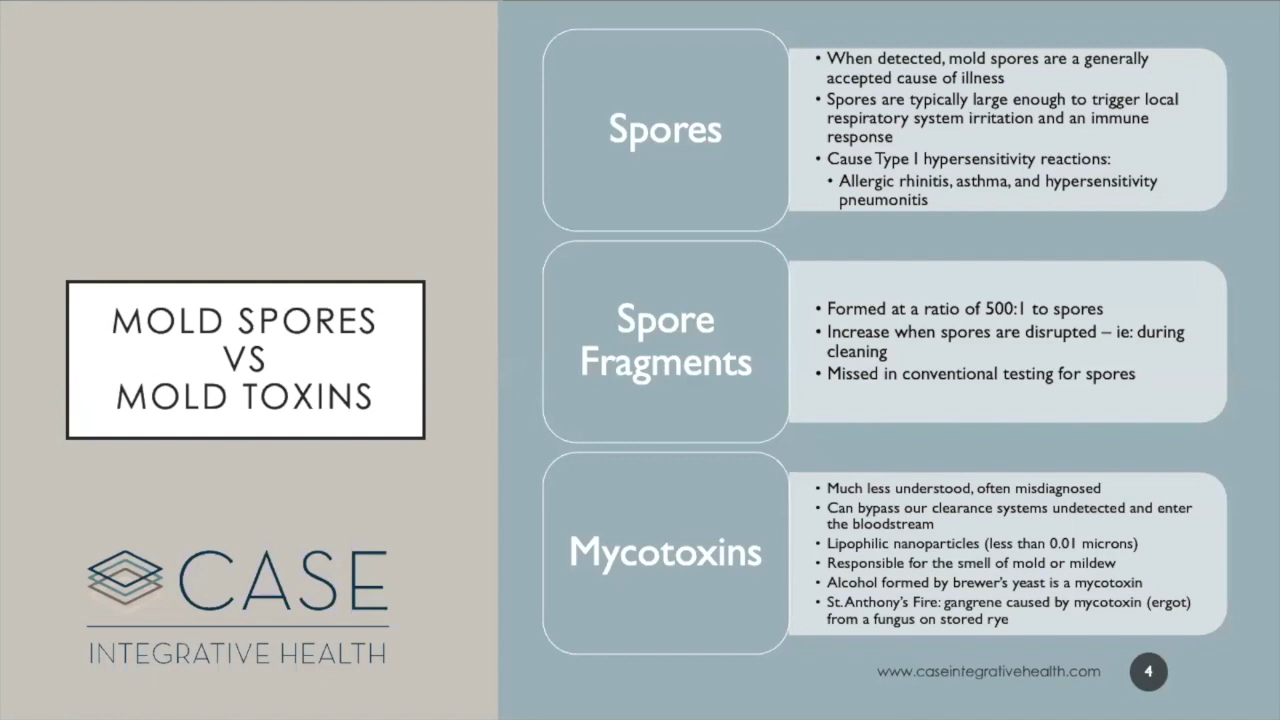 MOLD SPORES
VS
MOLD TOXINS
CASE
INTEGRATIVE HEALTH
Spores
• When detected, mold spores are a generally
accepted cause of illness
• Spores are typically large enough to trigger local
respiratory system irritation and an immune
response
• Cause Type I hypersensitivity reactions:
• Allergic rhinitis, asthma, and hypersensitivity
pneumonitis
Spore
Fragments
• Formed at a ratio of 500:1 to spores
• Increase when spores are disrupted – ie: during
cleaning
• Missed in conventional testing for spores
Mycotoxins
• Much less understood, often misdiagnosed
• Can bypass our clearance systems undetected and enter
the bloodstream
• Lipophilic nanoparticles (less than 0.01 microns)
• Responsible for the smell of mold or mildew
• Alcohol formed by brewer's yeast is a mycotoxin
• St. Anthony's Fire: gangrene caused by mycotoxin (ergot)
from a fungus on stored rye
www.caseintegrativehealth.com
4